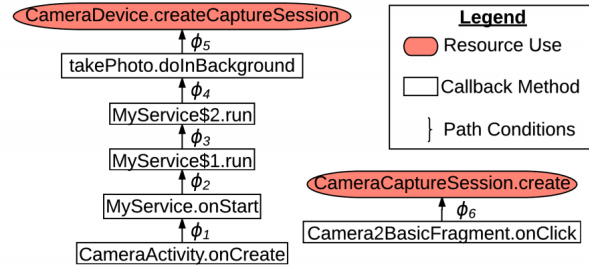 CameraDevice.createCaptureSession
ϕ5
takePhoto.doInBackground
ϕ4
MyService$2.run
ϕ3
MyService$1.run
ϕ2
MyService.onStart
ϕ1
CameraActivity.onCreate
Legend
Resource Use
Callback Method
} Path Conditions
CameraCaptureSession.create
ϕ6
Camera2BasicFragment.onClick